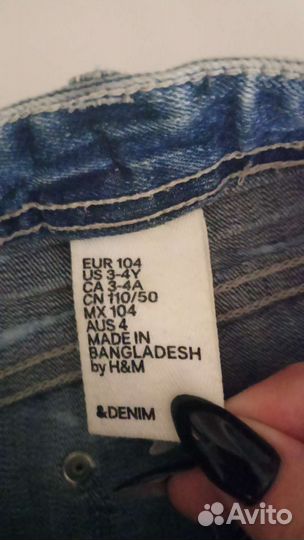 EUR 104
US 3-4Y
CA 3-4A
CN 110/50
MX 104
AUS 4
MADE IN
BANGLADESH
by H&M
&DENIM
Avito